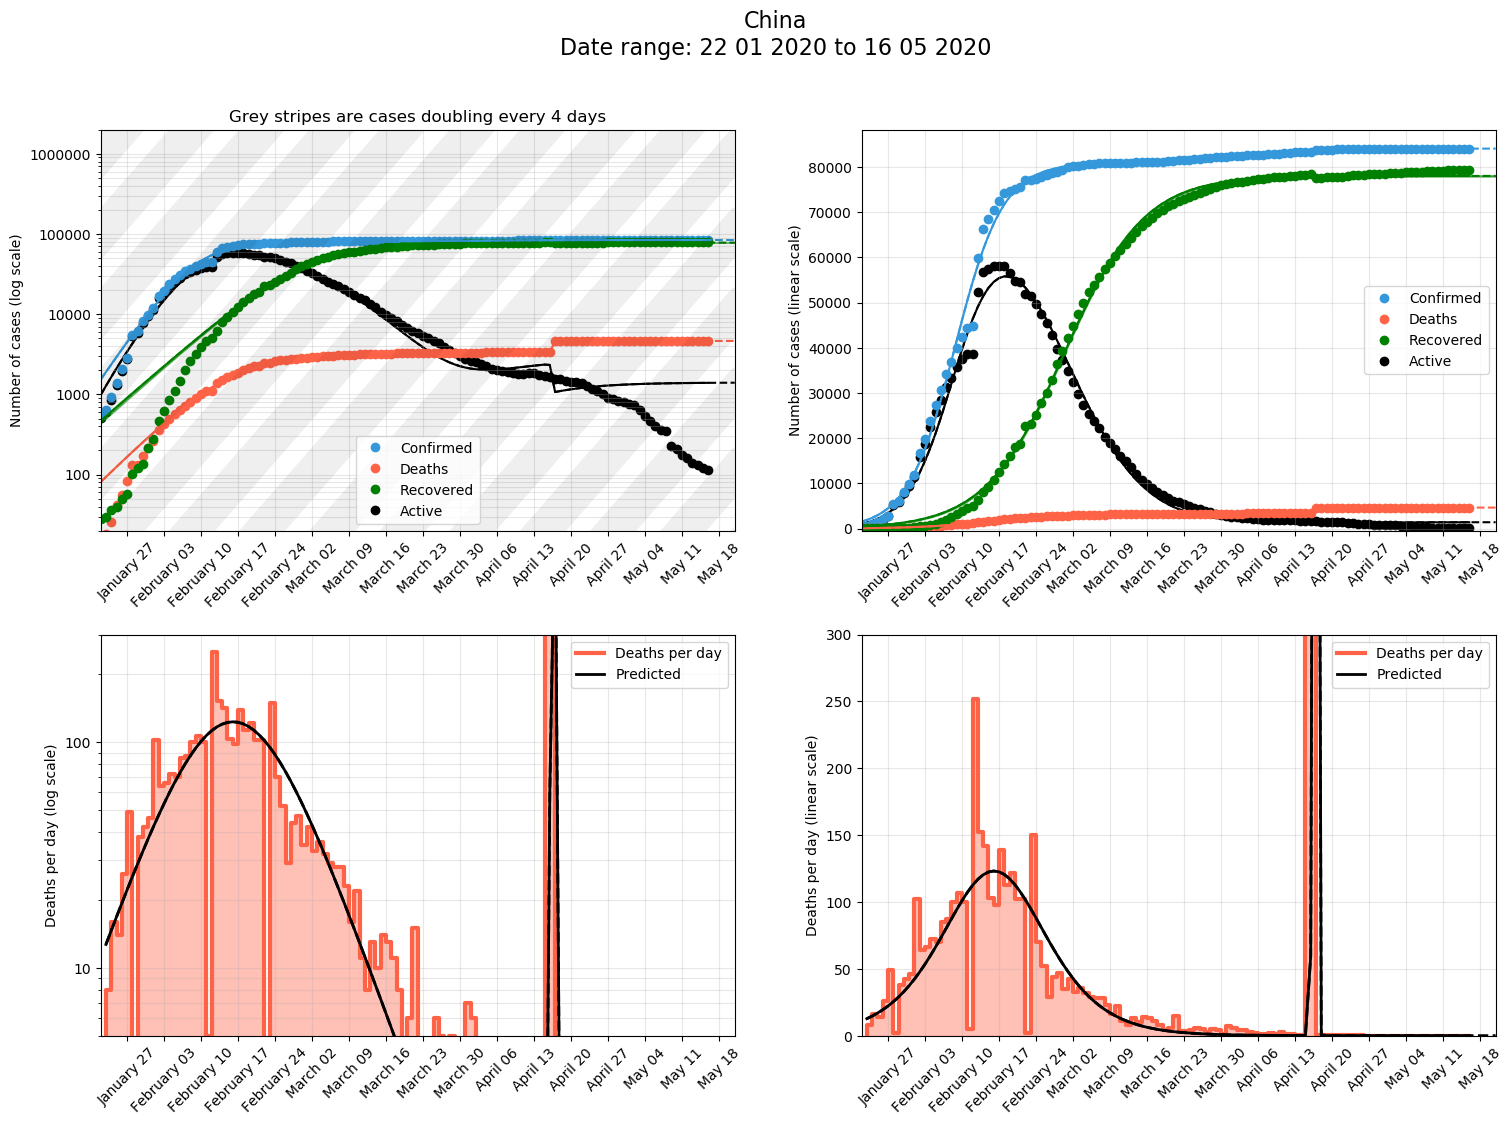 China
Date range: 22 01 2020 to 16 05 2020
Grey stripes are cases doubling every 4 days
Number of cases (log scale)
1000000
100000
10000
1000
100
Confirmed
Deaths
Recovered
Active
January 27
February 03
February 10
February 17
February 24
March 02
March 09
March 16
March 23
March 30
April 06
April 13
April 20
April 27
May 04
May 11
May 18
Number of cases (linear scale)
80000
70000
60000
50000
40000
30000
20000
10000
0
Confirmed
Deaths
Recovered
Active
January 27
February 03
February 10
February 17
February 24
March 02
March 09
March 16
March 23
March 30
April 06
April 13
April 20
April 27
May 04
May 11
May 18
Deaths per day (log scale)
100
10
Deaths per day
Predicted
January 27
February 03
February 10
February 17
February 24
March 02
March 09
March 16
March 23
March 30
April 06
April 13
April 20
April 27
May 04
May 11
May 18
Deaths per day (linear scale)
300
250
200
150
100
50
0
Deaths per day
Predicted
January 27
February 03
February 10
February 17
February 24
March 02
March 09
March 16
March 23
March 30
April 06
April 13
April 20
April 27
May 04
May 11
May 18